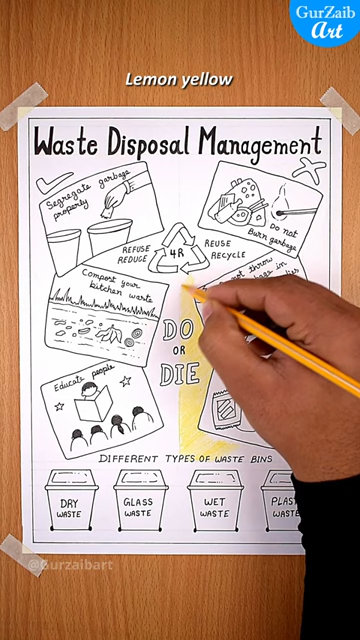 GurZaib
Art
Lemon yellow
Waste Disposal Management
Segregate garbage
properly
Do not
Burn garbage
REFUSE
REDUCE
4R
REUSE
RECYCLE
Compost your
kitchen waste
throw
in
DO
OR
DIE
Educate people
DIFFERENT TYPES OF WASTE BINS
DRY
WASTE
GLASS
WASTE
WET
WASTE
WASTE
@Gurzaibart